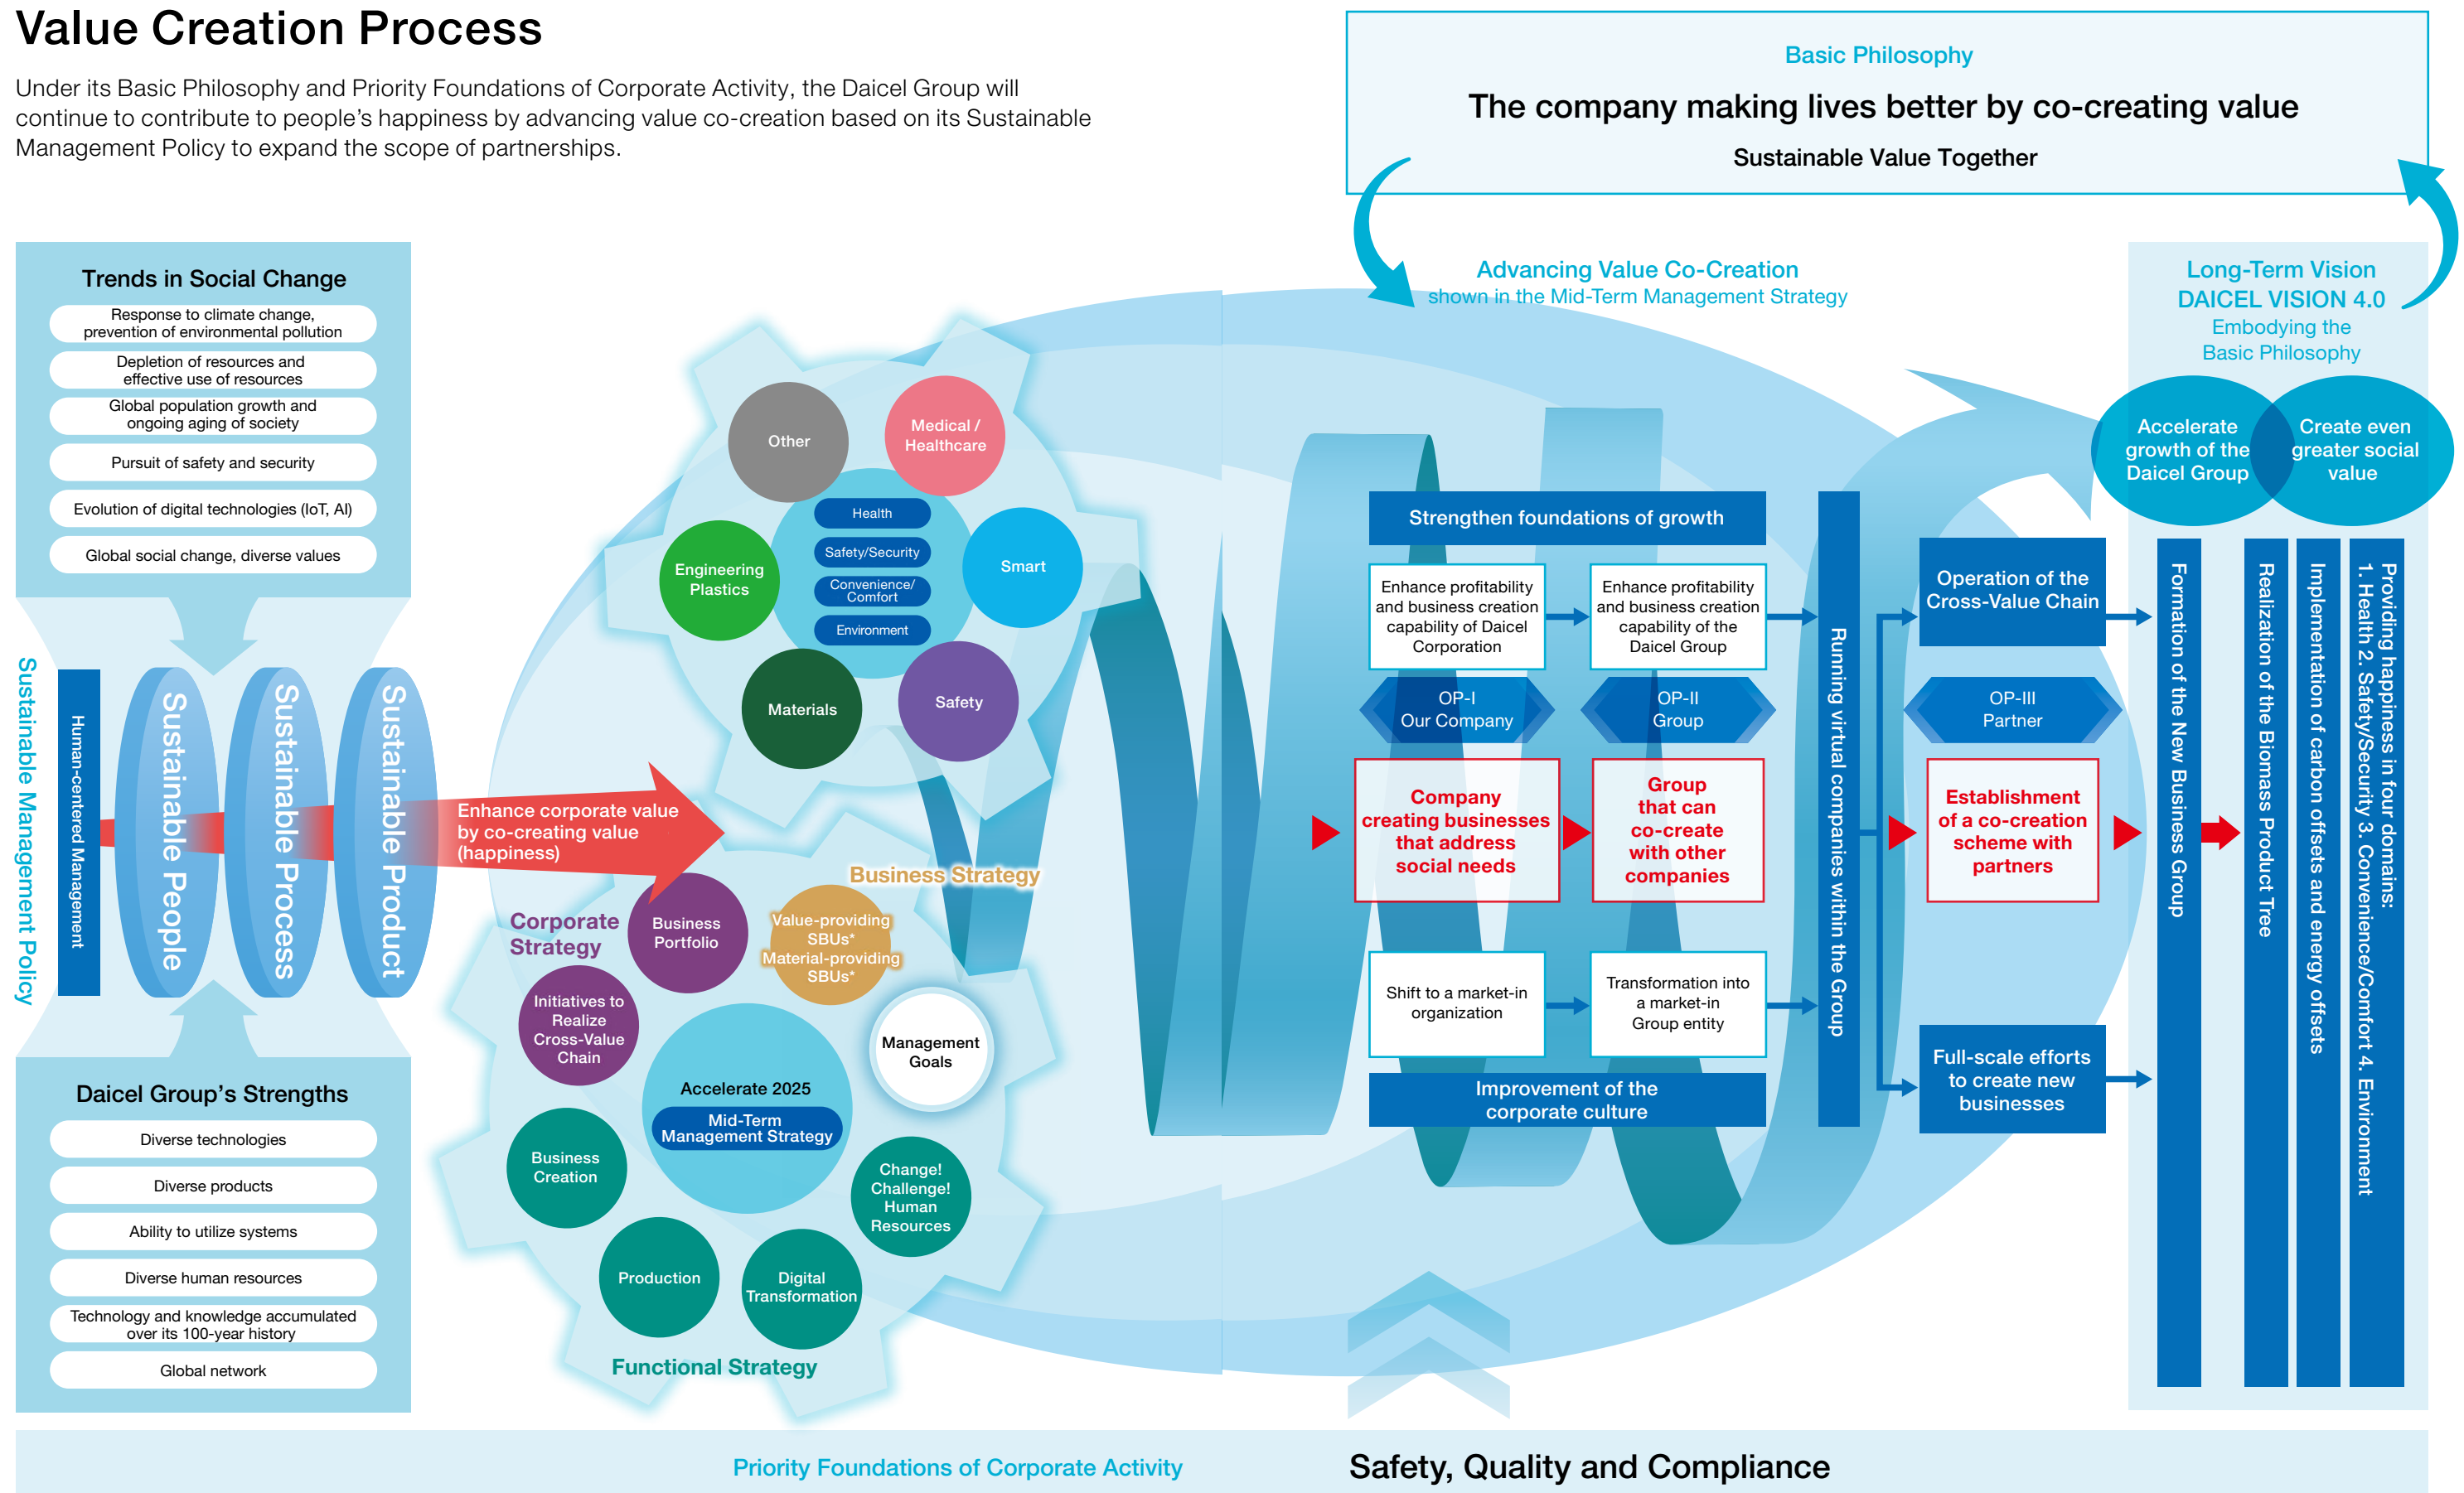 Value Creation Process
Under its Basic Philosophy and Priority Foundations of Corporate Activity, the Daicel Group will
continue to contribute to people’s happiness by advancing value co-creation based on its Sustainable
Management Policy to expand the scope of partnerships.
Basic Philosophy
The company making lives better by co-creating value
Sustainable Value Together
Trends in Social Change
Response to climate change,
prevention of environmental pollution
Depletion of resources and
effective use of resources
Global population growth and
ongoing aging of society
Pursuit of safety and security
Evolution of digital technologies (IoT, AI)
Global social change, diverse values
Sustainable Management Policy
Human-centered Management
Sustainable People
Sustainable Process
Sustainable Product
Enhance corporate value
by co-creating value
(happiness)
Daicel Group’s Strengths
Diverse technologies
Diverse products
Ability to utilize systems
Diverse human resources
Technology and knowledge accumulated
over its 100-year history
Global network
Other
Medical /
Healthcare
Engineering
Plastics
Smart
Materials
Safety
Health
Safety/Security
Convenience/
Comfort
Environment
Business Strategy
Corporate
Strategy
Business
Portfolio
Value-providing
SBUs*
Material-providing
SBUs*
Initiatives to
Realize
Cross-Value
Chain
Management
Goals
Accelerate 2025
Mid-Term
Management Strategy
Business
Creation
Change!
Challenge!
Human
Resources
Production
Digital
Transformation
Functional Strategy
Advancing Value Co-Creation
shown in the Mid-Term Management Strategy
Strengthen foundations of growth
Enhance profitability
and business creation
capability of Daicel
Corporation
Enhance profitability
and business creation
capability of the
Daicel Group
OP-I
Our Company
OP-II
Group
Company
creating businesses
that address
social needs
Group
that can
co-create
with other
companies
Shift to a market-in
organization
Transformation into
a market-in
Group entity
Improvement of the
corporate culture
Running virtual companies within the Group
Operation of the
Cross-Value Chain
OP-III
Partner
Establishment
of a co-creation
scheme with
partners
Full-scale efforts
to create new
businesses
Long-Term Vision
DAICEL VISION 4.0
Embodying the
Basic Philosophy
Accelerate
growth of the
Daicel Group
Create even
greater social
value
Formation of the New Business Group
Realization of the Biomass Product Tree
Implementation of carbon offsets and energy offsets
Providing happiness in four domains:
1. Health 2. Safety/Security 3. Convenience/Comfort 4. Environment
Priority Foundations of Corporate Activity
Safety, Quality and Compliance